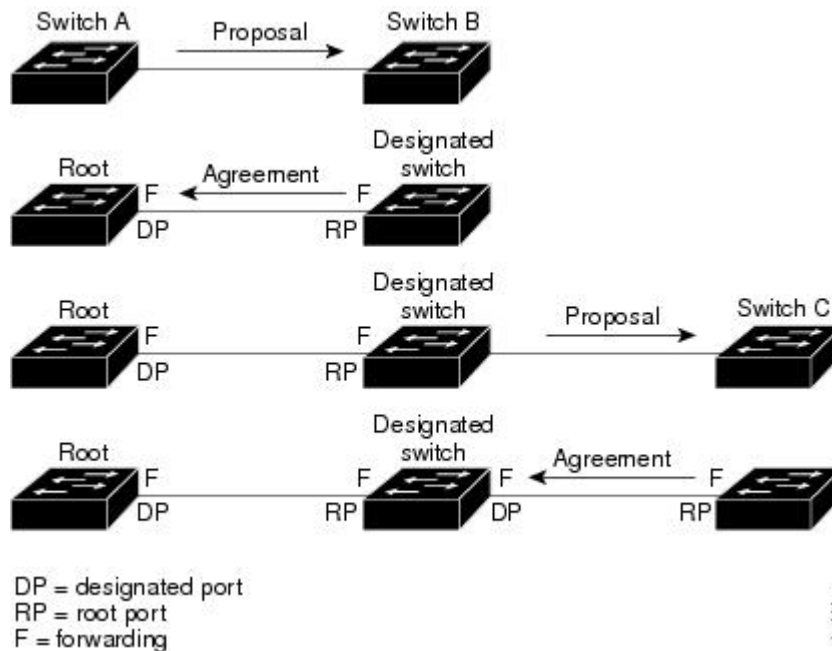 Switch A
Proposal
Switch B
Root
F
Agreement
F
Designated
switch
DP
RP
Root
F
Designated
switch
F
Proposal
Switch C
DP
RP
Root
F
Designated
switch
F
F
Agreement
F
DP
RP
DP
RP
DP = designated port
RP = root port
F = forwarding